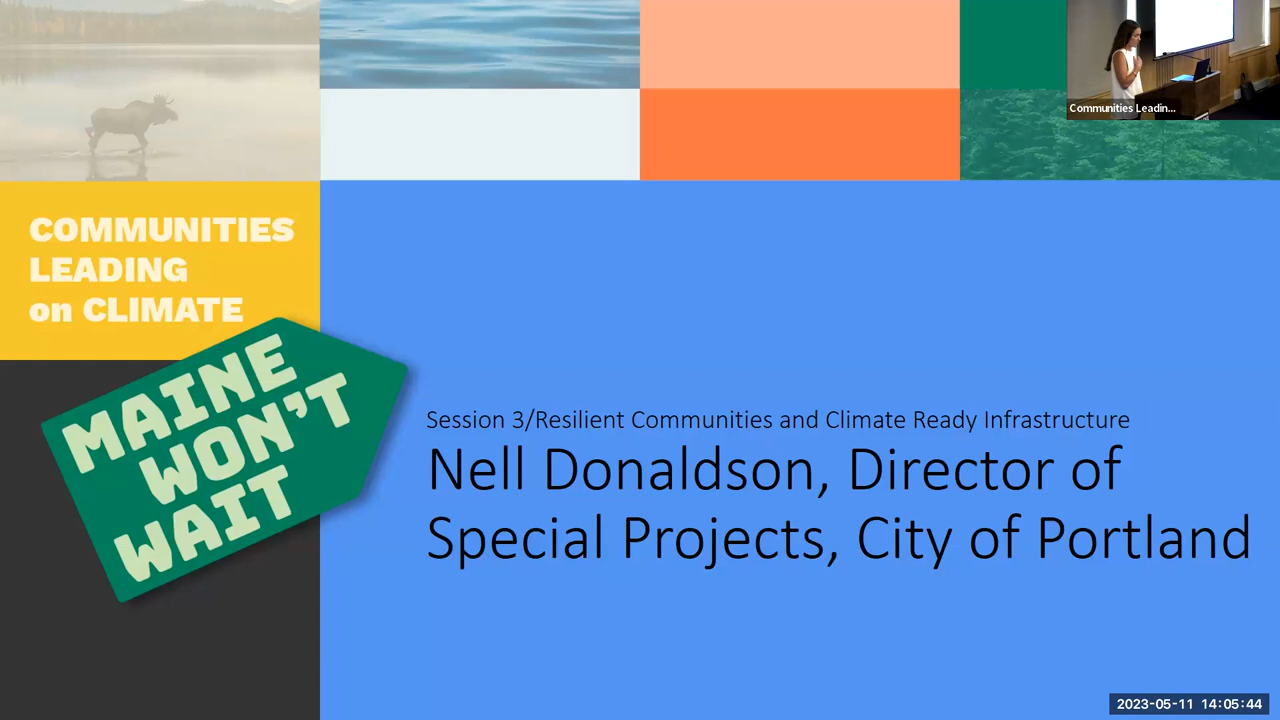 Communities Leadin...
COMMUNITIES
LEADING
on CLIMATE
MAINE
WON'T
WAIT
Session 3/Resilient Communities and Climate Ready Infrastructure
Nell Donaldson, Director of
Special Projects, City of Portland
2023-05-11 14:05:44